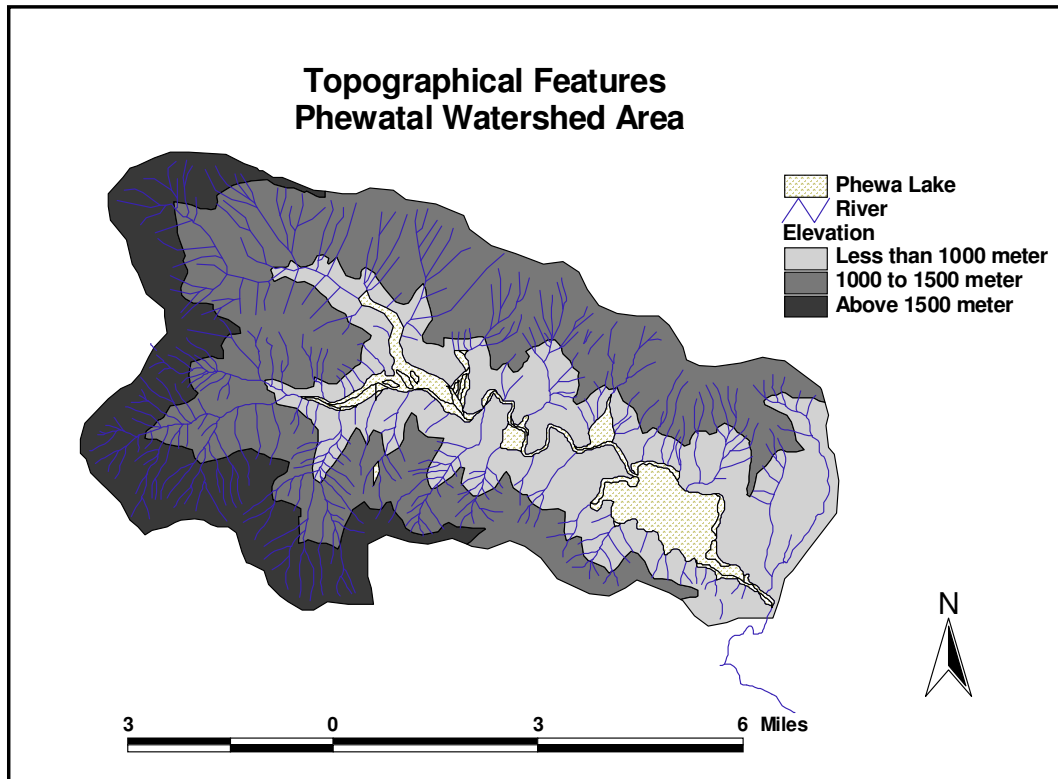 Topographical Features
Phewatal Watershed Area
Phewa Lake
River
Elevation
Less than 1000 meter
1000 to 1500 meter
Above 1500 meter
N
3 0 3 6 Miles